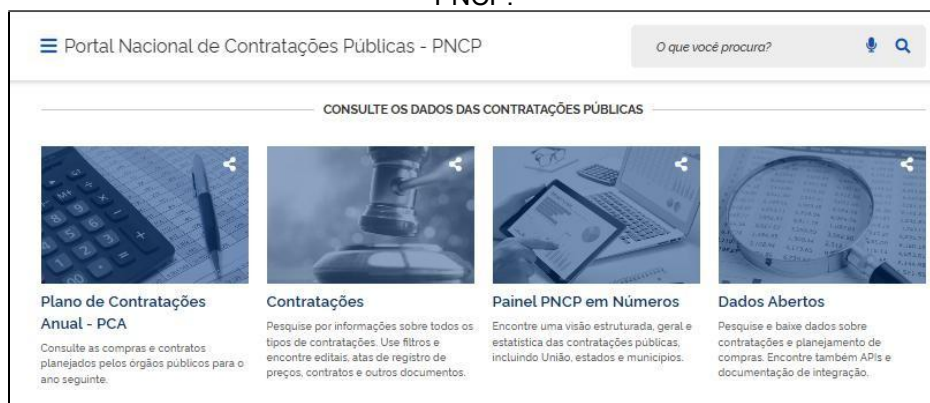 PNCP.
Portal Nacional de Contratações Públicas - PNCP
O que você procura?
CONSULTE OS DADOS DAS CONTRATAÇÕES PÚBLICAS
Plano de Contratações
Anual - PCA
Consulte as compras e contratos
planejados pelos órgãos públicos para o
ano seguinte.
Contratações
Pesquise por informações sobre todos os
tipos de contratações. Use filtros e
encontre editais, atas de registro de
preços, contratos e outros documentos.
Painel PNCP em Números
Encontre uma visão estruturada, geral e
estatística das contratações públicas,
incluindo União, estados e municípios.
Dados Abertos
Pesquise e baixe dados sobre
contratações e planejamento de
compras. Encontre também APIs e
documentação de integração.